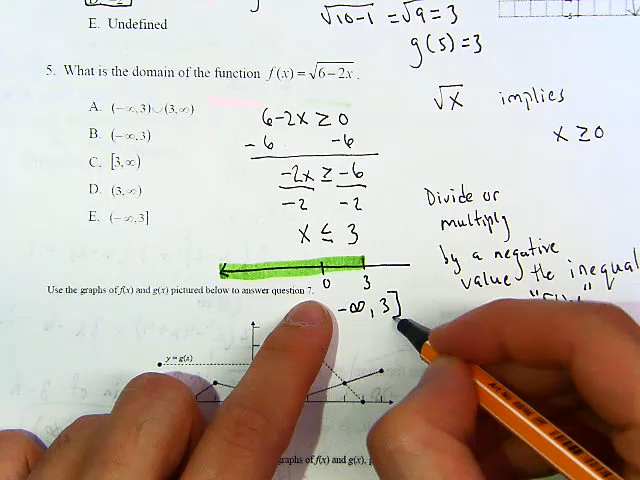 E. Undefined
√10-1 = √9 = 3
g(5) = 3
5. What is the domain of the function f(x) = √6-2x.
A. (-∞,3)∪(3,∞)
B. (-∞,3)
C. [3,∞)
D. (3,∞)
E. (-∞,3]
6-2x ≥ 0
-6 -6
-2x ≥ -6
-2 -2
x ≤ 3
0 3
-∞, 3]
√x implies
x ≥ 0
Divide or
multiply
by a negative
value the inequal
Use the graphs of f(x) and g(x) pictured below to answer question 7.
y = g(x)
graphs of f(x) and g(x),